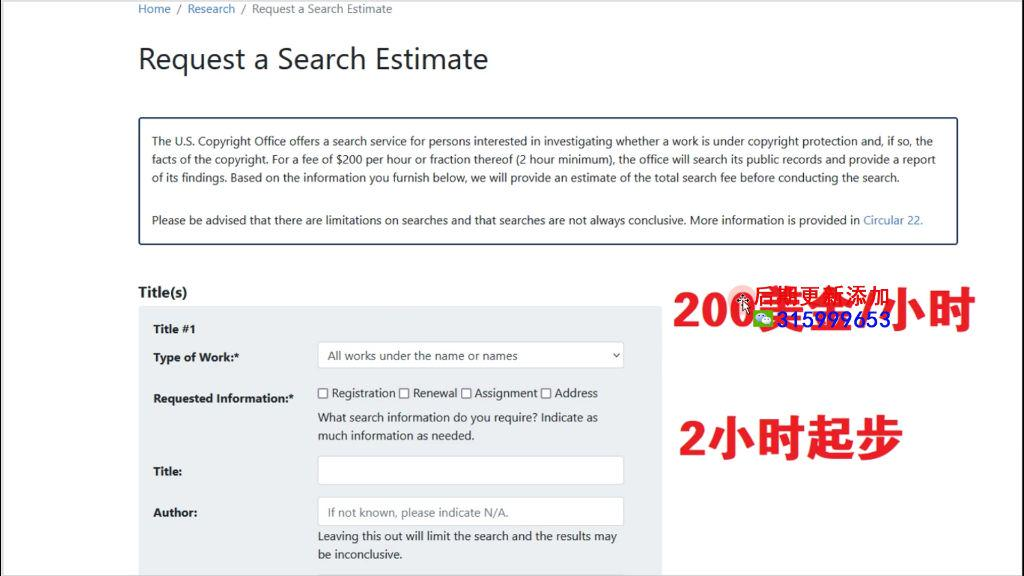 Home / Research / Request a Search Estimate
Request a Search Estimate
The U.S. Copyright Office offers a search service for persons interested in investigating whether a work is under copyright protection and, if so, the
facts of the copyright. For a fee of $200 per hour or fraction thereof (2 hour minimum), the office will search its public records and provide a report
of its findings. Based on the information you furnish below, we will provide an estimate of the total search fee before conducting the search.
Please be advised that there are limitations on searches and that searches are not always conclusive. More information is provided in Circular 22.
Title(s)
Title #1
Type of Work:* All works under the name or names
Requested Information:* Registration Renewal Assignment Address
What search information do you require? Indicate as
much information as needed.
Title:
Author: If not known, please indicate N/A.
Leaving this out will limit the search and the results may
be inconclusive.
后期更新添加
315999653
200美金/小时
2小时起步